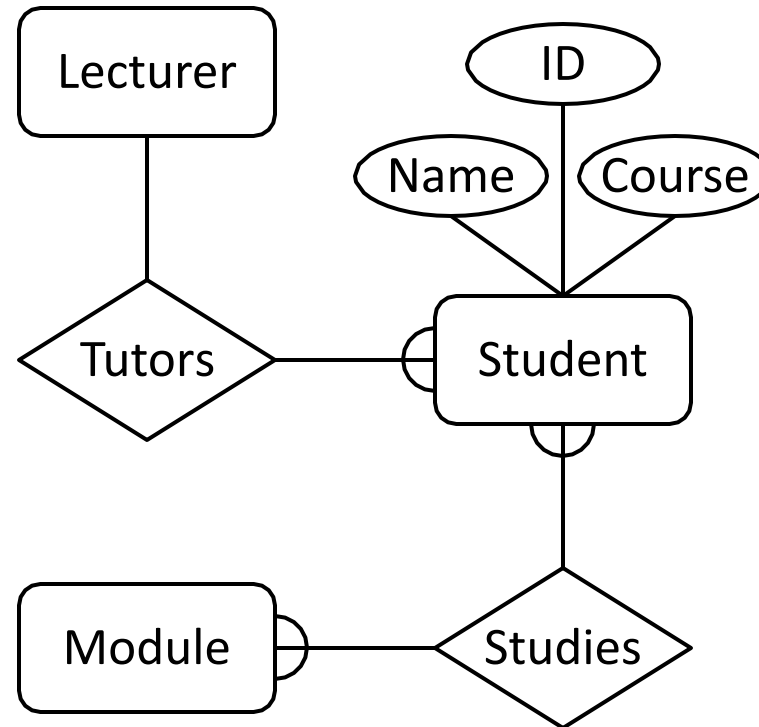 Lecturer
ID
Name
Course
Tutors
Student
Module
Studies